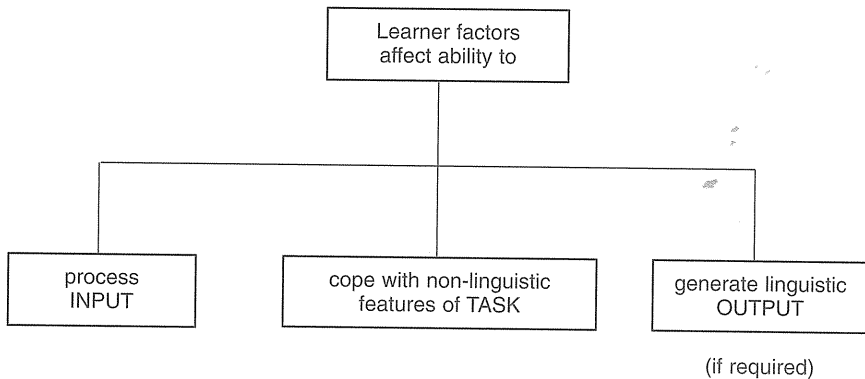 Learner factors
affect ability to
process
INPUT
cope with non-linguistic
features of TASK
generate linguistic
OUTPUT
(if required)